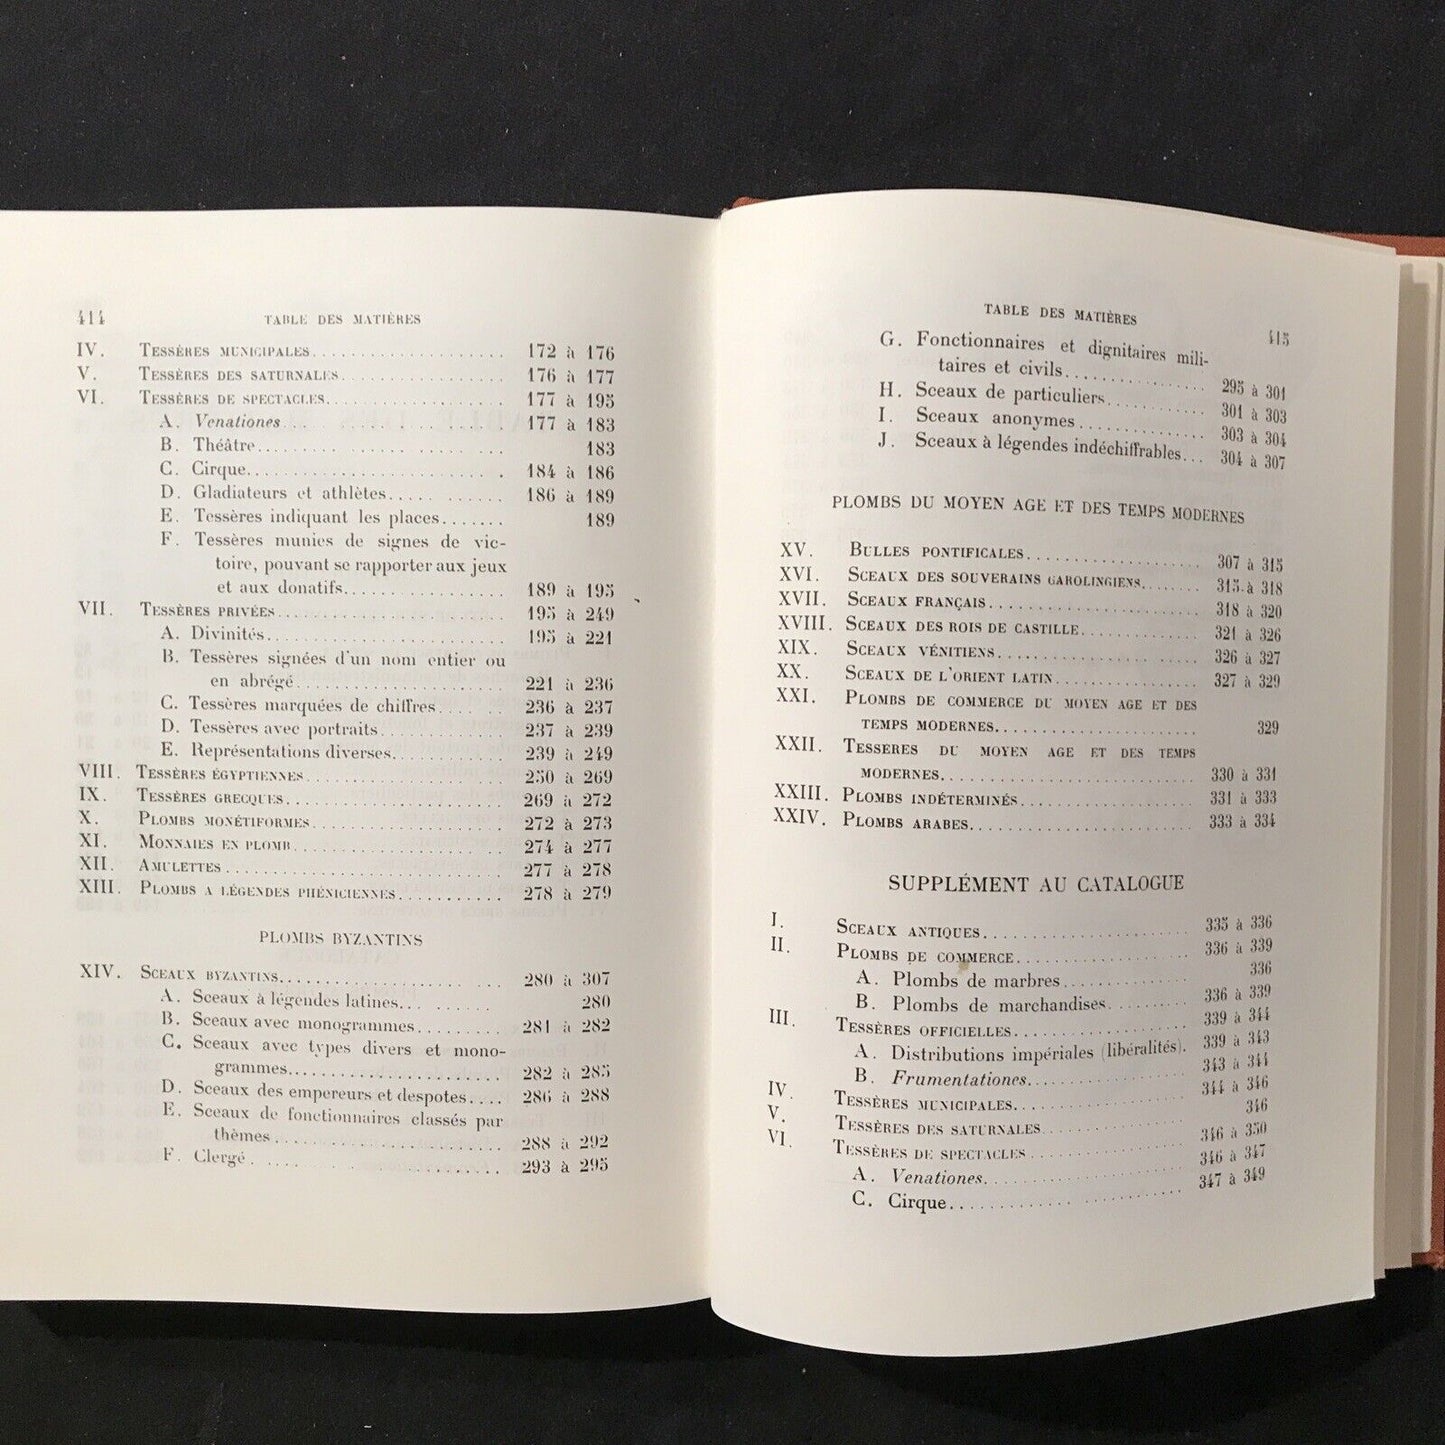 414 TABLE DES MATIÈRES
IV. TESSÈRES MUNICIPALES 172 à 176
V. TESSÈRES DES SATURNALES 176 à 177
VI. TESSÈRES DE SPECTACLES 177 à 195
A. Venationes 177 à 183
B. Théâtre 183
C. Cirque 184 à 186
D. Gladiateurs et athlètes 186 à 189
E. Tessères indiquant les places 189
F. Tessères munies de signes de vic-
toire, pouvant se rapporter aux jeux
et aux donatifs 189 à 195
VII. TESSÈRES PRIVÉES 195 à 249
A. Divinités 195 à 221
B. Tessères signées d'un nom entier ou
en abrégé 221 à 236
C. Tessères marquées de chiffres 236 à 237
D. Tessères avec portraits 237 à 239
E. Représentations diverses 239 à 249
VIII. TESSÈRES ÉGYPTIENNES 250 à 269
IX. TESSÈRES GRECQUES 269 à 272
X. PLOMBS MONÉTIFORMES 272 à 273
XI. MONNAIES EN PLOMB 274 à 277
XII. AMULETTES 277 à 278
XIII. PLOMBS A LÉGENDES PHÉNICIENNES 278 à 279
PLOMBS BYZANTINS
XIV. SCEAUX BYZANTINS 280 à 307
A. Sceaux à légendes latines 280
B. Sceaux avec monogrammes 281 à 282
C. Sceaux avec types divers et mono-
grammes 282 à 285
D. Sceaux des empereurs et despotes 286 à 288
E. Sceaux de fonctionnaires classés par
thèmes 288 à 292
F. Clergé 293 à 295
TABLE DES MATIÈRES 415
G. Fonctionnaires et dignitaires mili-
taires et civils 295 à 301
H. Sceaux de particuliers 301 à 303
I. Sceaux anonymes 303 à 304
J. Sceaux à légendes indéchiffrables 304 à 307
PLOMBS DU MOYEN AGE ET DES TEMPS MODERNES
XV. BULLES PONTIFICALES 307 à 315
XVI. SCEAUX DES SOUVERAINS CAROLINGIENS 315 à 318
XVII. SCEAUX FRANÇAIS 318 à 320
XVIII. SCEAUX DES ROIS DE CASTILLE 321 à 326
XIX. SCEAUX VÉNITIENS 326 à 327
XX. SCEAUX DE L'ORIENT LATIN 327 à 329
XXI. PLOMBS DE COMMERCE DU MOYEN AGE ET DES
TEMPS MODERNES 329
XXII. TESSERES DU MOYEN AGE ET DES TEMPS
MODERNES 330 à 331
XXIII. PLOMBS INDÉTERMINÉS 331 à 333
XXIV. PLOMBS ARABES 333 à 334
SUPPLÉMENT AU CATALOGUE
I. SCEAUX ANTIQUES 335 à 336
II. PLOMBS DE COMMERCE 336 à 339
A. Plombs de marbres 336
B. Plombs de marchandises 336 à 339
III. TESSÈRES OFFICIELLES 339 à 344
A. Distributions impériales (libéralités). 339 à 343
B. Frumentationes 343 à 344
IV. TESSÈRES MUNICIPALES 344 à 346
V. TESSÈRES DES SATURNALES 346
VI. TESSÈRES DE SPECTACLES 346 à 350
A. Venationes 346 à 347
C. Cirque 347 à 349